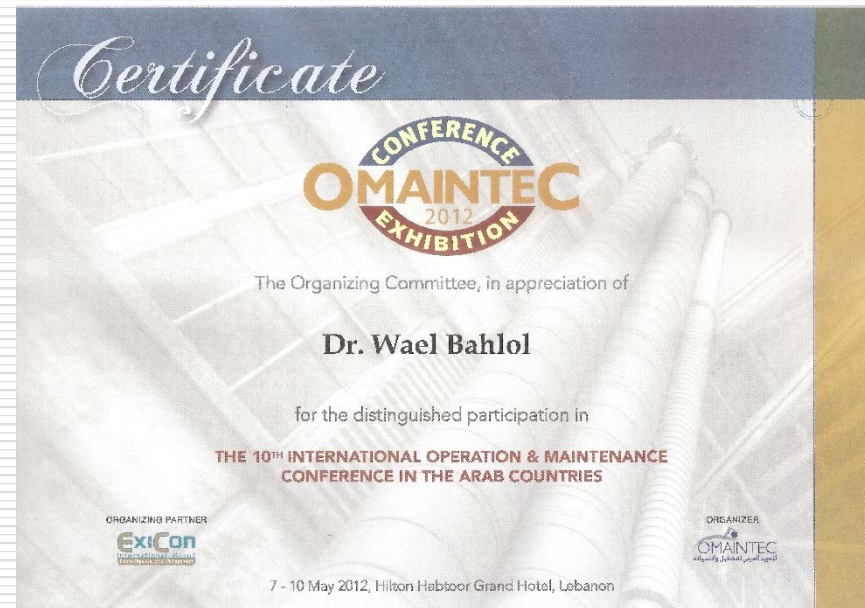 Certificate
CONFERENCE
OMAINTEC
2012
EXHIBITION
The Organizing Committee, in appreciation of
Dr. Wael Bahlol
for the distinguished participation in
THE 10TH INTERNATIONAL OPERATION & MAINTENANCE
CONFERENCE IN THE ARAB COUNTRIES
ORGANIZING PARTNER
ExiCon
International Group
ORGANIZER
OMAINTEC
7 - 10 May 2012, Hilton Habtoor Grand Hotel, Lebanon